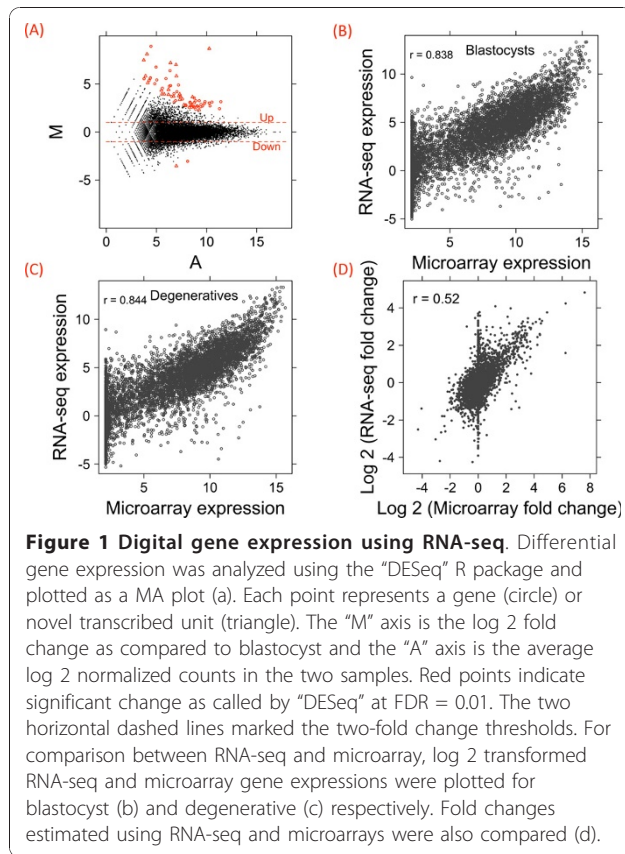 (A)
M
5
0
-5
Up
Down
0 5 10 15
A
(B)
r = 0.838 Blastocysts
RNA-seq expression
10
5
0
-5
5 10 15
Microarray expression
(C)
r = 0.844 Degeneratives
RNA-seq expression
10
5
0
-5
5 10 15
Microarray expression
(D)
r = 0.52
Log 2 (RNA-seq fold change)
4
2
0
-2
-4
-4 -2 0 2 4 6 8
Log 2 (Microarray fold change)
Figure 1 Digital gene expression using RNA-seq. Differential
gene expression was analyzed using the “DESeq” R package and
plotted as a MA plot (a). Each point represents a gene (circle) or
novel transcribed unit (triangle). The “M” axis is the log 2 fold
change as compared to blastocyst and the “A” axis is the average
log 2 normalized counts in the two samples. Red points indicate
significant change as called by “DESeq” at FDR = 0.01. The two
horizontal dashed lines marked the two-fold change thresholds. For
comparison between RNA-seq and microarray, log 2 transformed
RNA-seq and microarray gene expressions were plotted for
blastocyst (b) and degenerative (c) respectively. Fold changes
estimated using RNA-seq and microarrays were also compared (d).